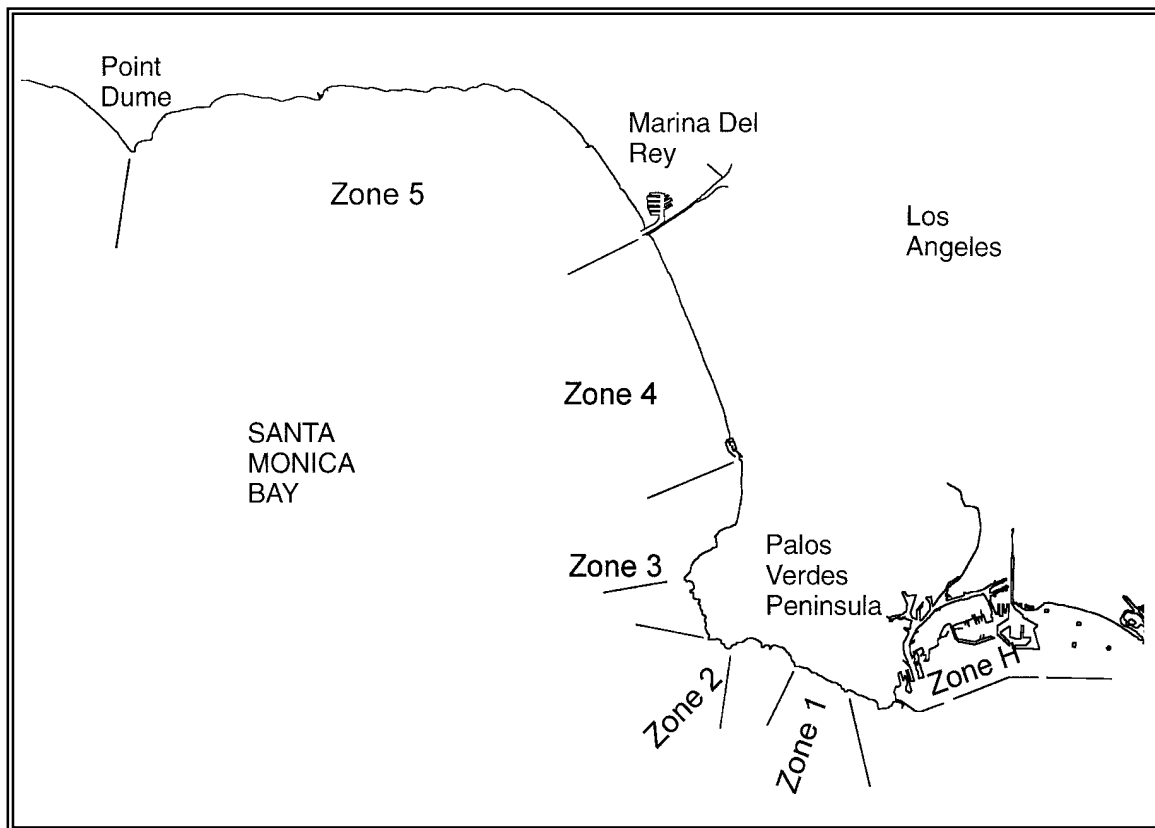 Point
Dume
Marina Del
Rey
Zone 5
Los
Angeles
Zone 4
SANTA
MONICA
BAY
Palos
Verdes
Peninsula
Zone 3
Zone H
Zone 2
Zone 1